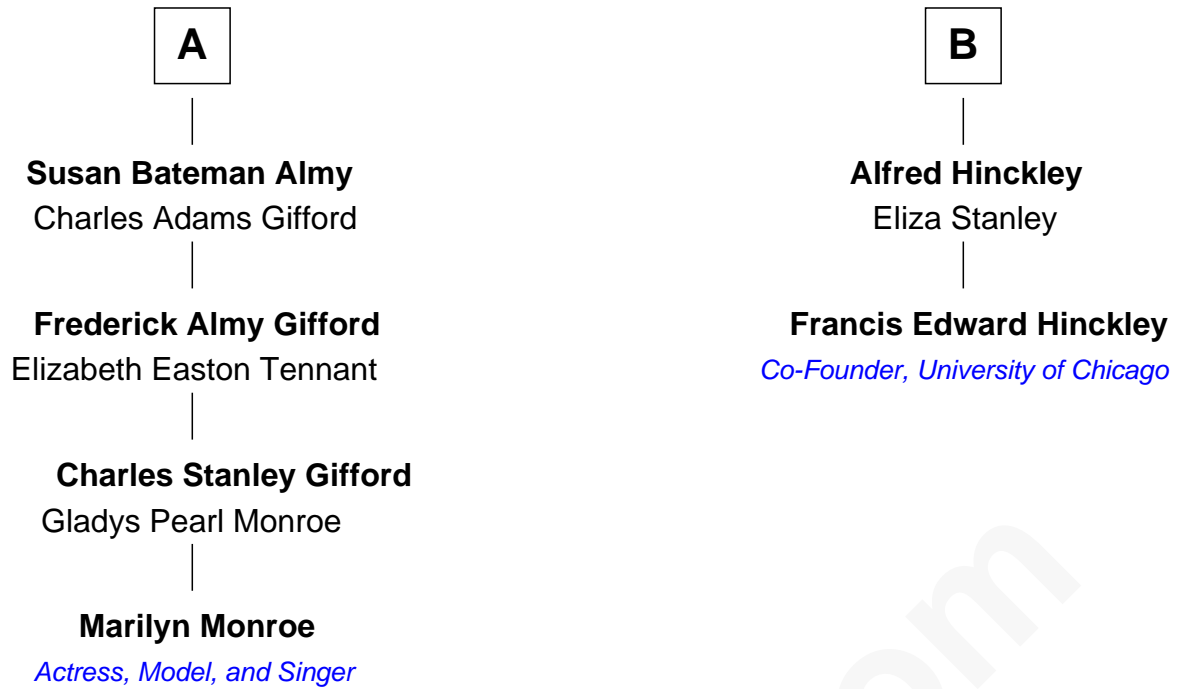 A
Susan Bateman Almy
Charles Adams Gifford
Frederick Almy Gifford
Elizabeth Easton Tennant
Charles Stanley Gifford
Gladys Pearl Monroe
Marilyn Monroe
Actress, Model, and Singer
B
Alfred Hinckley
Eliza Stanley
Francis Edward Hinckley
Co-Founder, University of Chicago
om